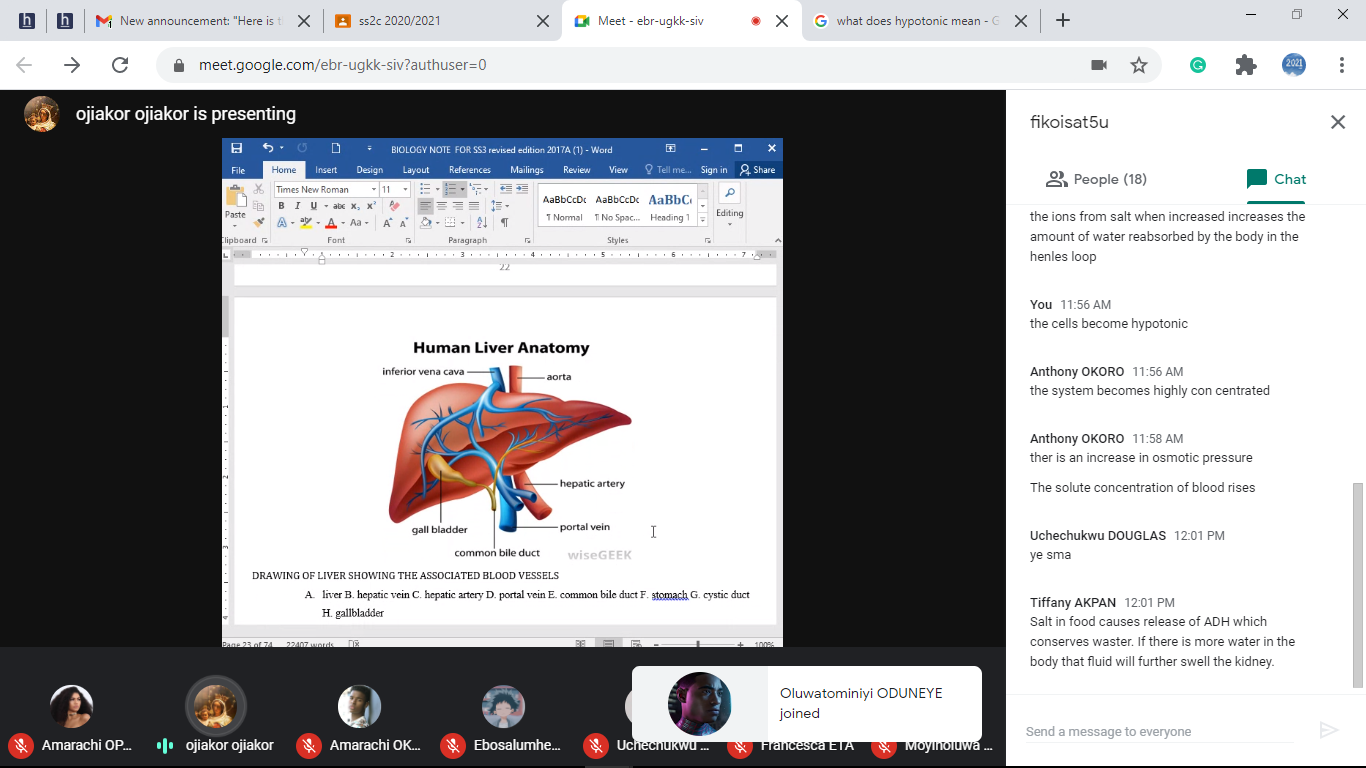 New announcement: "Here is t
ss2c 2020/2021
Meet - ebr-ugkk-siv
what does hypotonic mean - G
meet.google.com/ebr-ugkk-siv?authuser=0
2021
ojiakor ojiakor is presenting
BIOLOGY NOTE FOR SS3 revised edition 2017A (1) - Word
File Home Insert Design Layout References Mailings Review View Tell me... Sign in Share
Times New Roman 11
Paste
B I U abc x₂ x²
Aa
AaBbCcDc AaBbCcDc AaBbCc
¶ Normal ¶ No Spac... Heading 1
Editing
Clipboard Font Paragraph Styles
22
Human Liver Anatomy
inferior vena cava
aorta
hepatic artery
gall bladder
portal vein
common bile duct
wiseGEEK
DRAWING OF LIVER SHOWING THE ASSOCIATED BLOOD VESSELS
A. liver B. hepatic vein C. hepatic artery D. portal vein E. common bile duct F. stomach G. cystic duct
H. gallbladder
Page 23 of 74 22407 words 100%
fikoisat5u
People (18)
Chat
the ions from salt when increased increases the
amount of water reabsorbed by the body in the
henles loop
You 11:56 AM
the cells become hypotonic
Anthony OKORO 11:56 AM
the system becomes highly con centrated
Anthony OKORO 11:58 AM
ther is an increase in osmotic pressure
The solute concentration of blood rises
Uchechukwu DOUGLAS 12:01 PM
ye sma
Tiffany AKPAN 12:01 PM
Salt in food causes release of ADH which
conserves waster. If there is more water in the
body that fluid will further swell the kidney.
Send a message to everyone
Oluwatominiyi ODUNEYE
joined
Amarachi OP...
ojiakor ojiakor
Amarachi OK...
Ebosalumhe...
Uchechukwu ...
Francesca ETA
Moyinoluwa ...